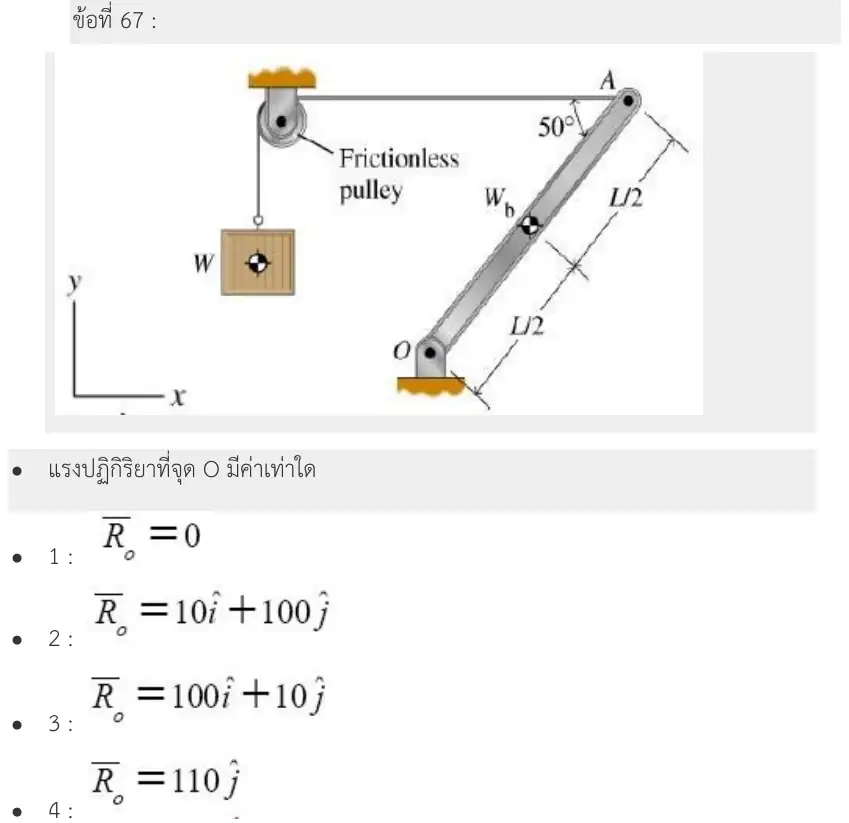 ข้อที่ 67 :
A
50°
Frictionless
pulley
W_b
L/2
W
y
L/2
O
x
• แรงปฏิกิริยาที่จุด O มีค่าเท่าใด
• 1 : R̅_o = 0
• 2 : R̅_o = 10î + 100ĵ
• 3 : R̅_o = 100î + 10ĵ
• 4 : R̅_o = 110ĵ